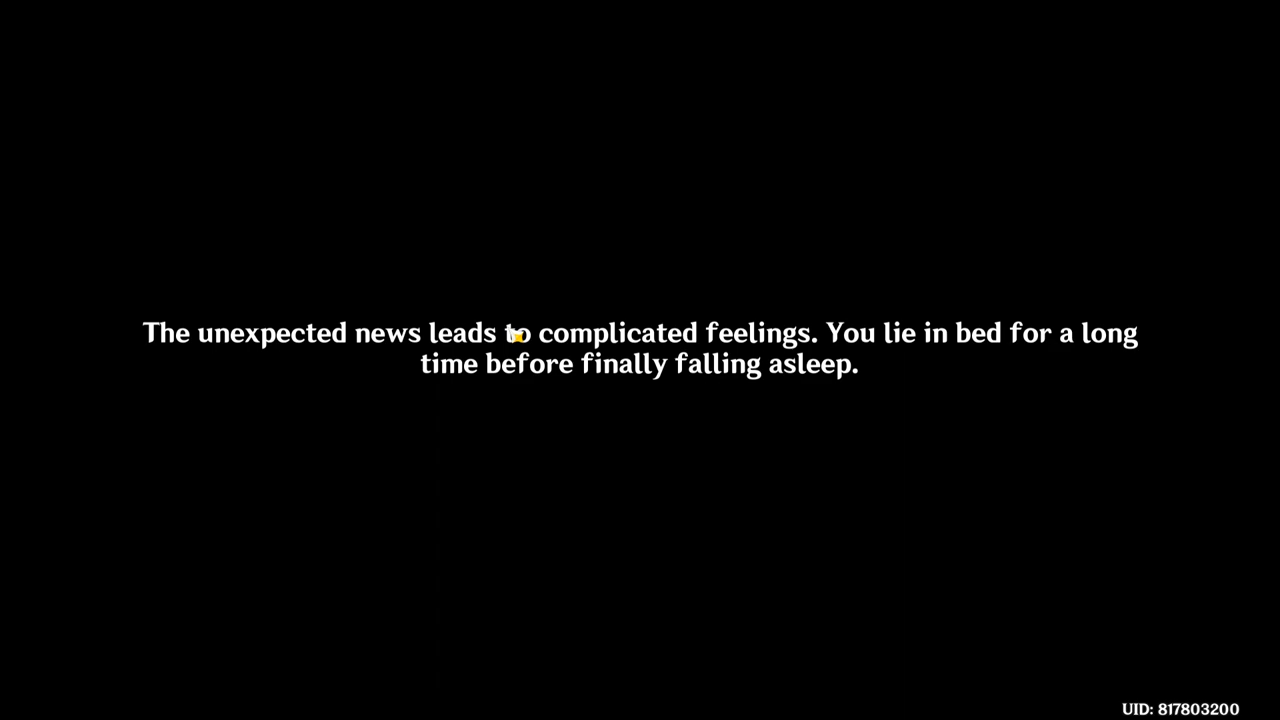 The unexpected news leads to complicated feelings. You lie in bed for a long
time before finally falling asleep.
UID: 817803200